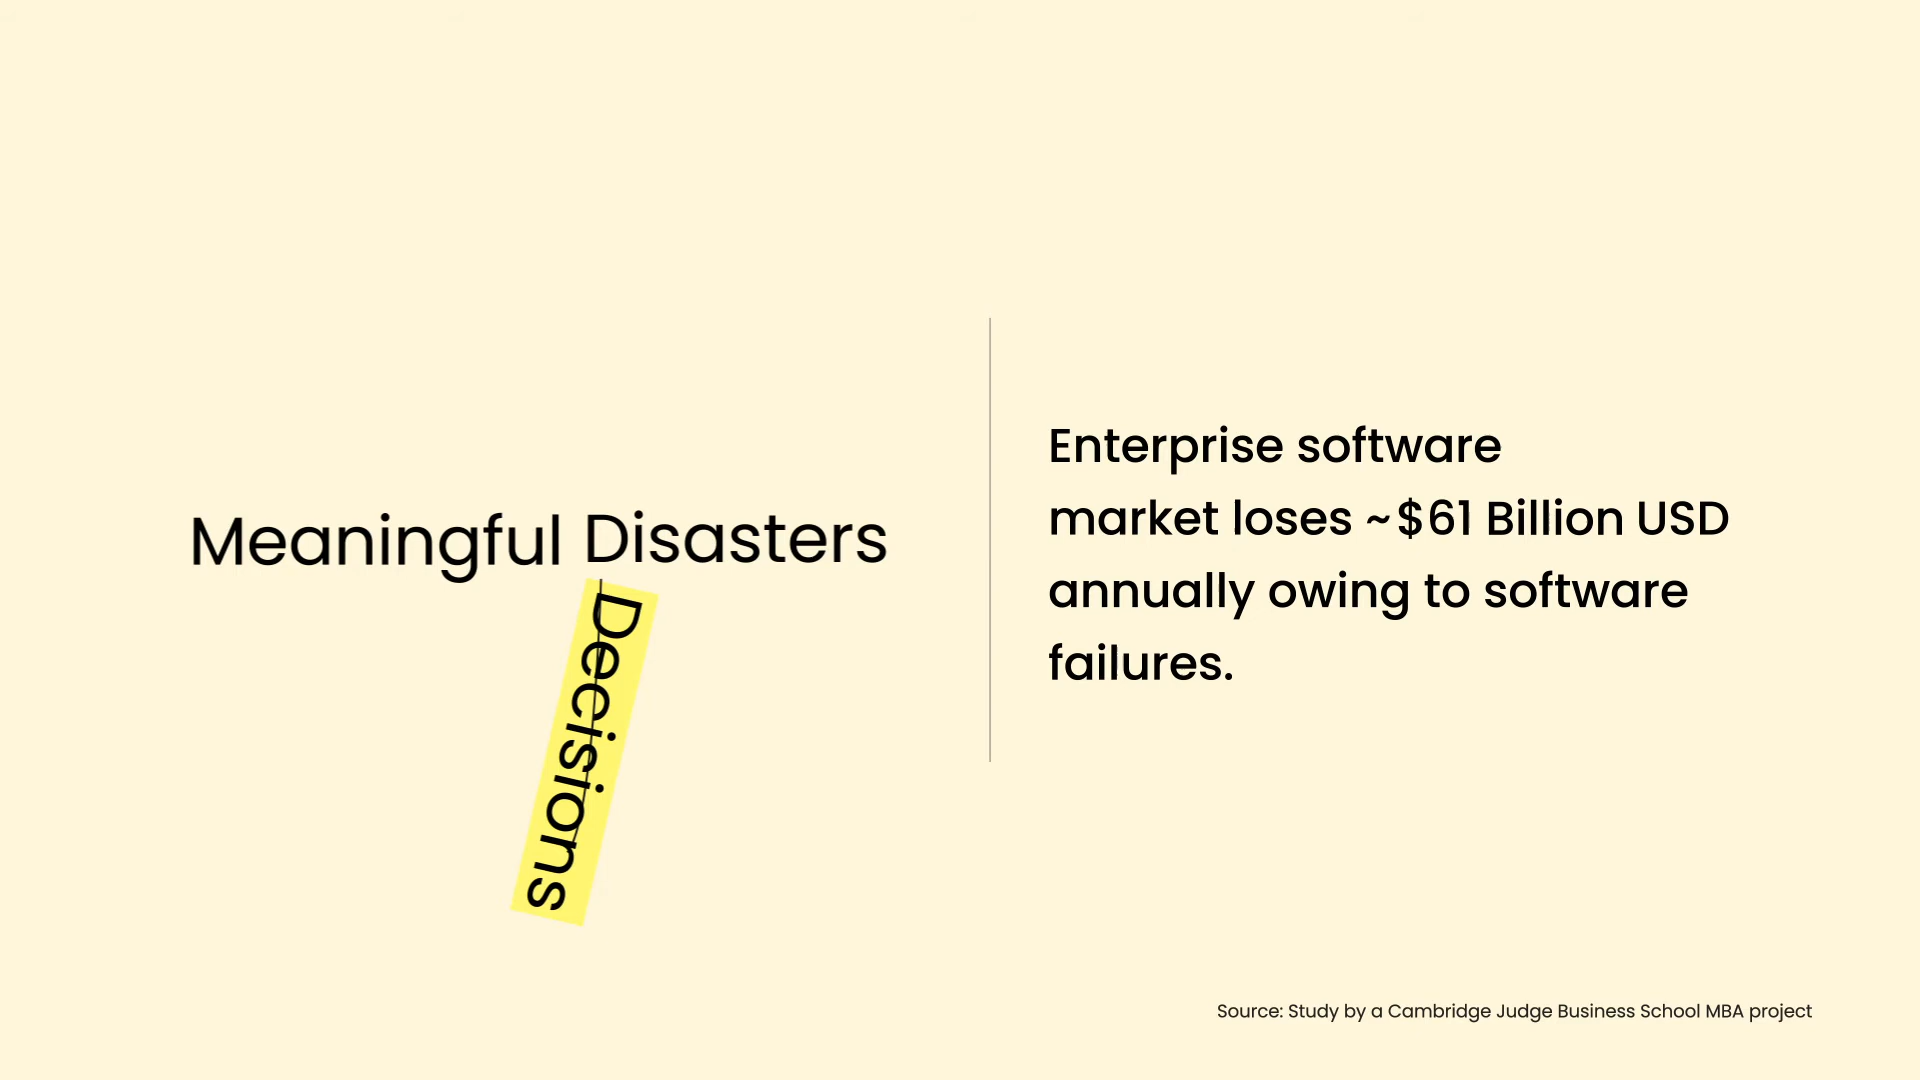 Meaningful Disasters
Decisions
Enterprise software
market loses ~$61 Billion USD
annually owing to software
failures.
Source: Study by a Cambridge Judge Business School MBA project